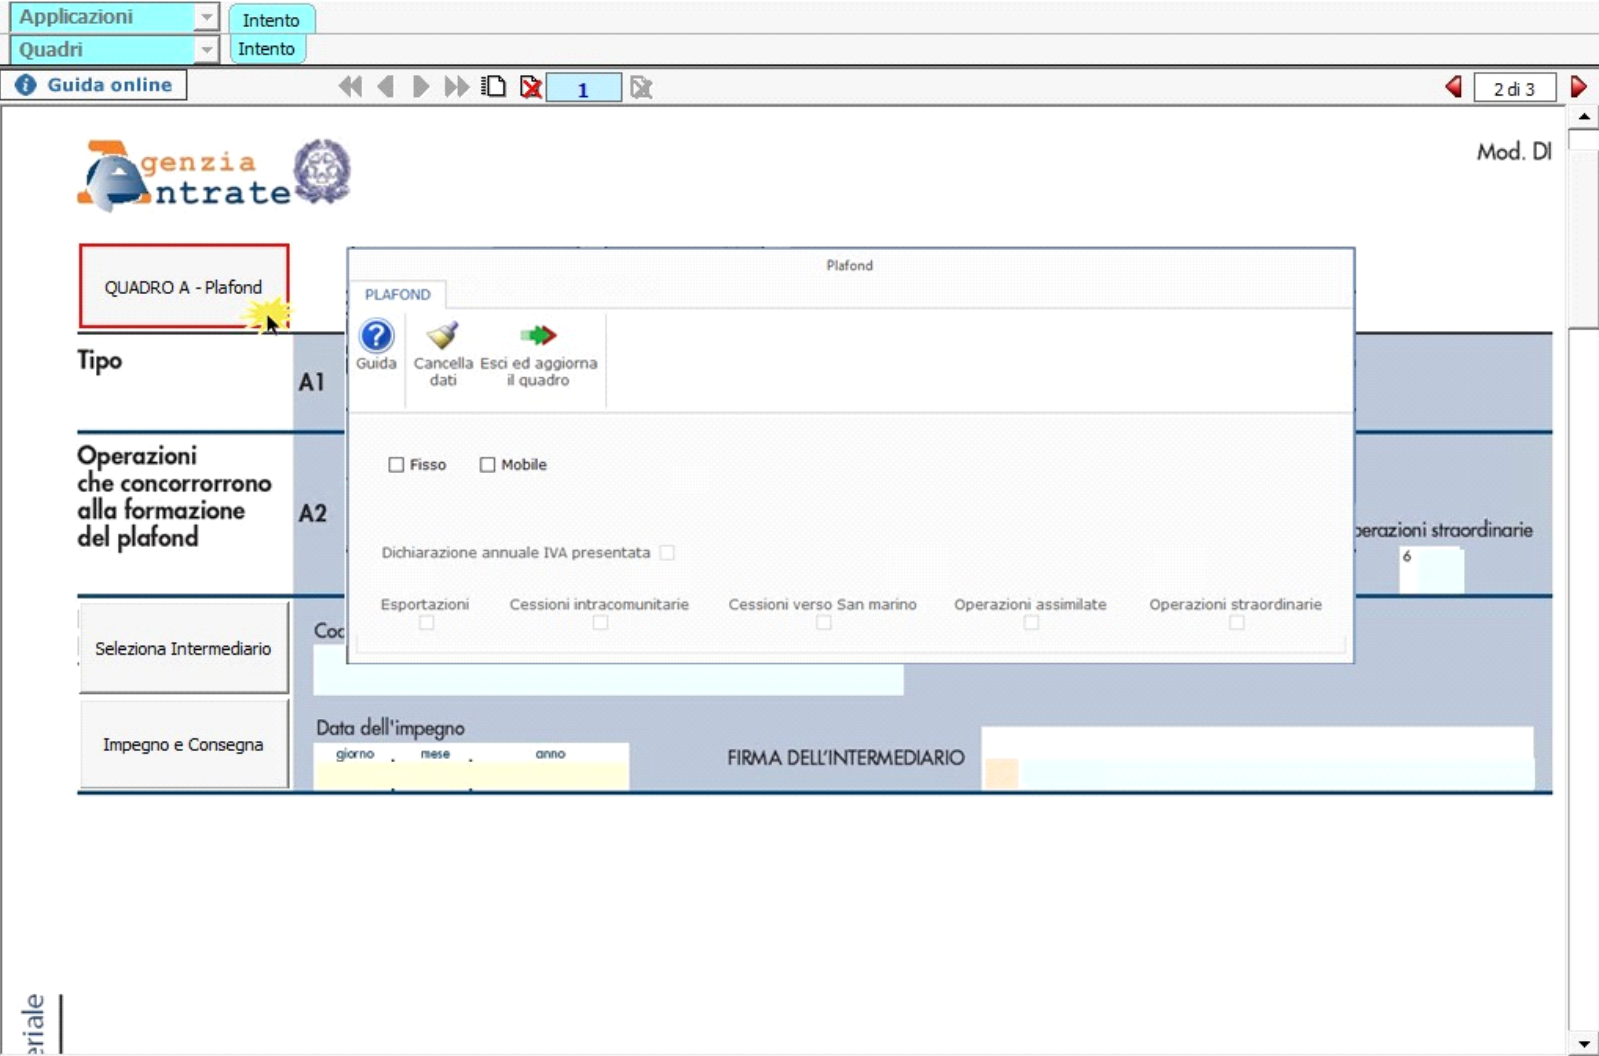 Applicazioni
Intento
Quadri
Intento
Guida online
1
2 di 3
genzia
ntrate
Mod. DI
QUADRO A - Plafond
Plafond
PLAFOND
Guida
Cancella
dati
Esci ed aggiorna
il quadro
Tipo
A1
Fisso
Mobile
Operazioni
che concorrorrono
alla formazione
del plafond
A2
perazioni straordinarie
6
Dichiarazione annuale IVA presentata
Esportazioni
Cessioni intracomunitarie
Cessioni verso San marino
Operazioni assimilate
Operazioni straordinarie
Seleziona Intermediario
Impegno e Consegna
Data dell'impegno
giorno
mese
anno
FIRMA DELL'INTERMEDIARIO
eriale